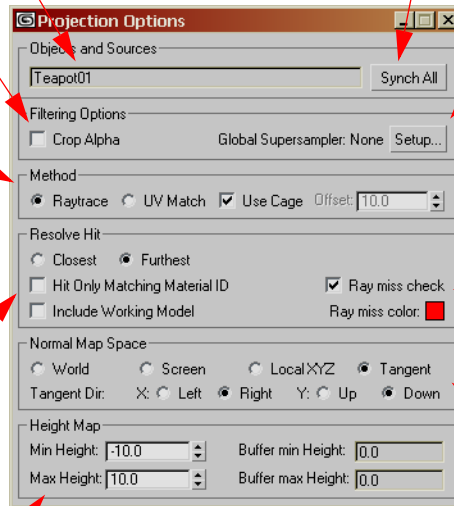 Projection Options
Objects and Sources
Teapot01 Synch All
Filtering Options
Crop Alpha Global Supersampler: None Setup...
Method
Raytrace UV Match Use Cage Offset: 10.0
Resolve Hit
Closest Furthest
Hit Only Matching Material ID Ray miss check
Include Working Model Ray miss color:
Normal Map Space
World Screen Local XYZ Tangent
Tangent Dir: X: Left Right Y: Up Down
Height Map
Min Height: -10.0 Buffer min Height: 0.0
Max Height: 10.0 Buffer max Height: 0.0